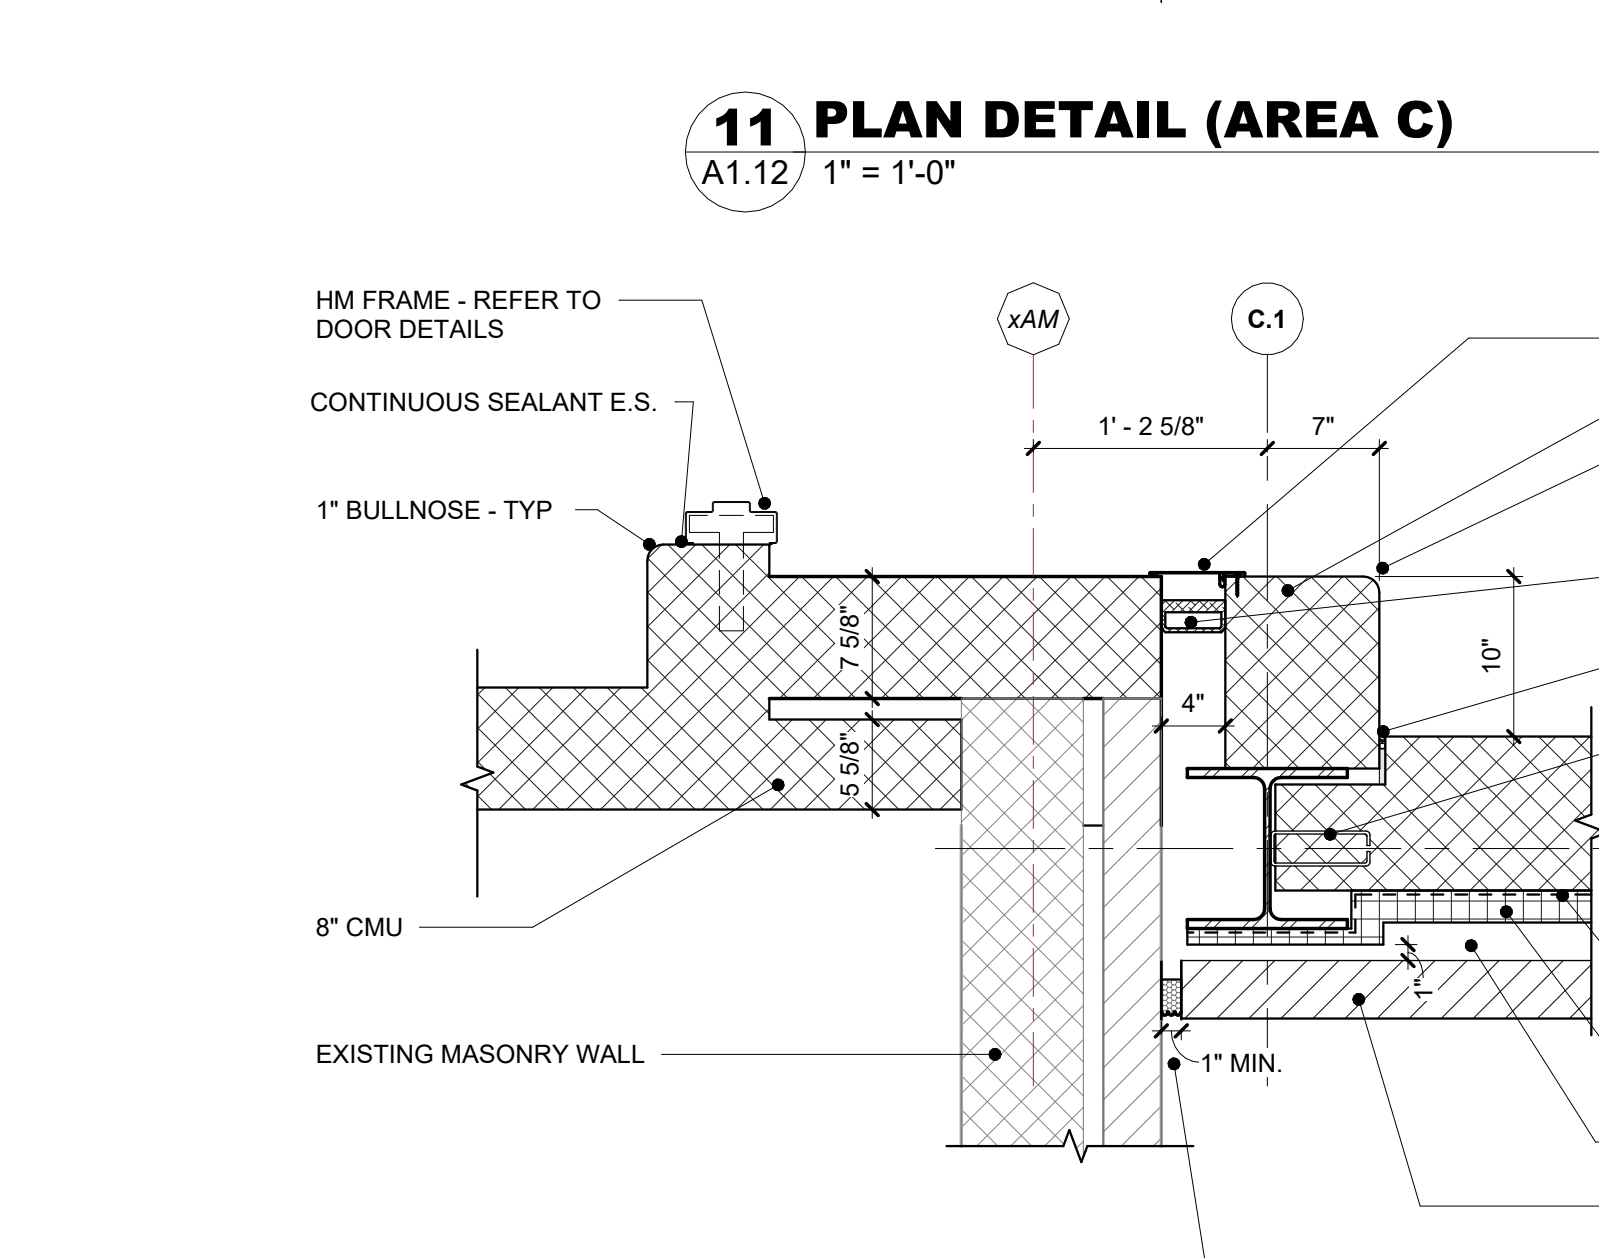 11 PLAN DETAIL (AREA C)
A1.12 1" = 1'-0"
HM FRAME - REFER TO
DOOR DETAILS
xAM
C.1
CONTINUOUS SEALANT E.S.
1' - 2 5/8"
7"
1" BULLNOSE - TYP
7 5/8"
10"
4"
5 5/8"
8" CMU
1"
EXISTING MASONRY WALL
1" MIN.